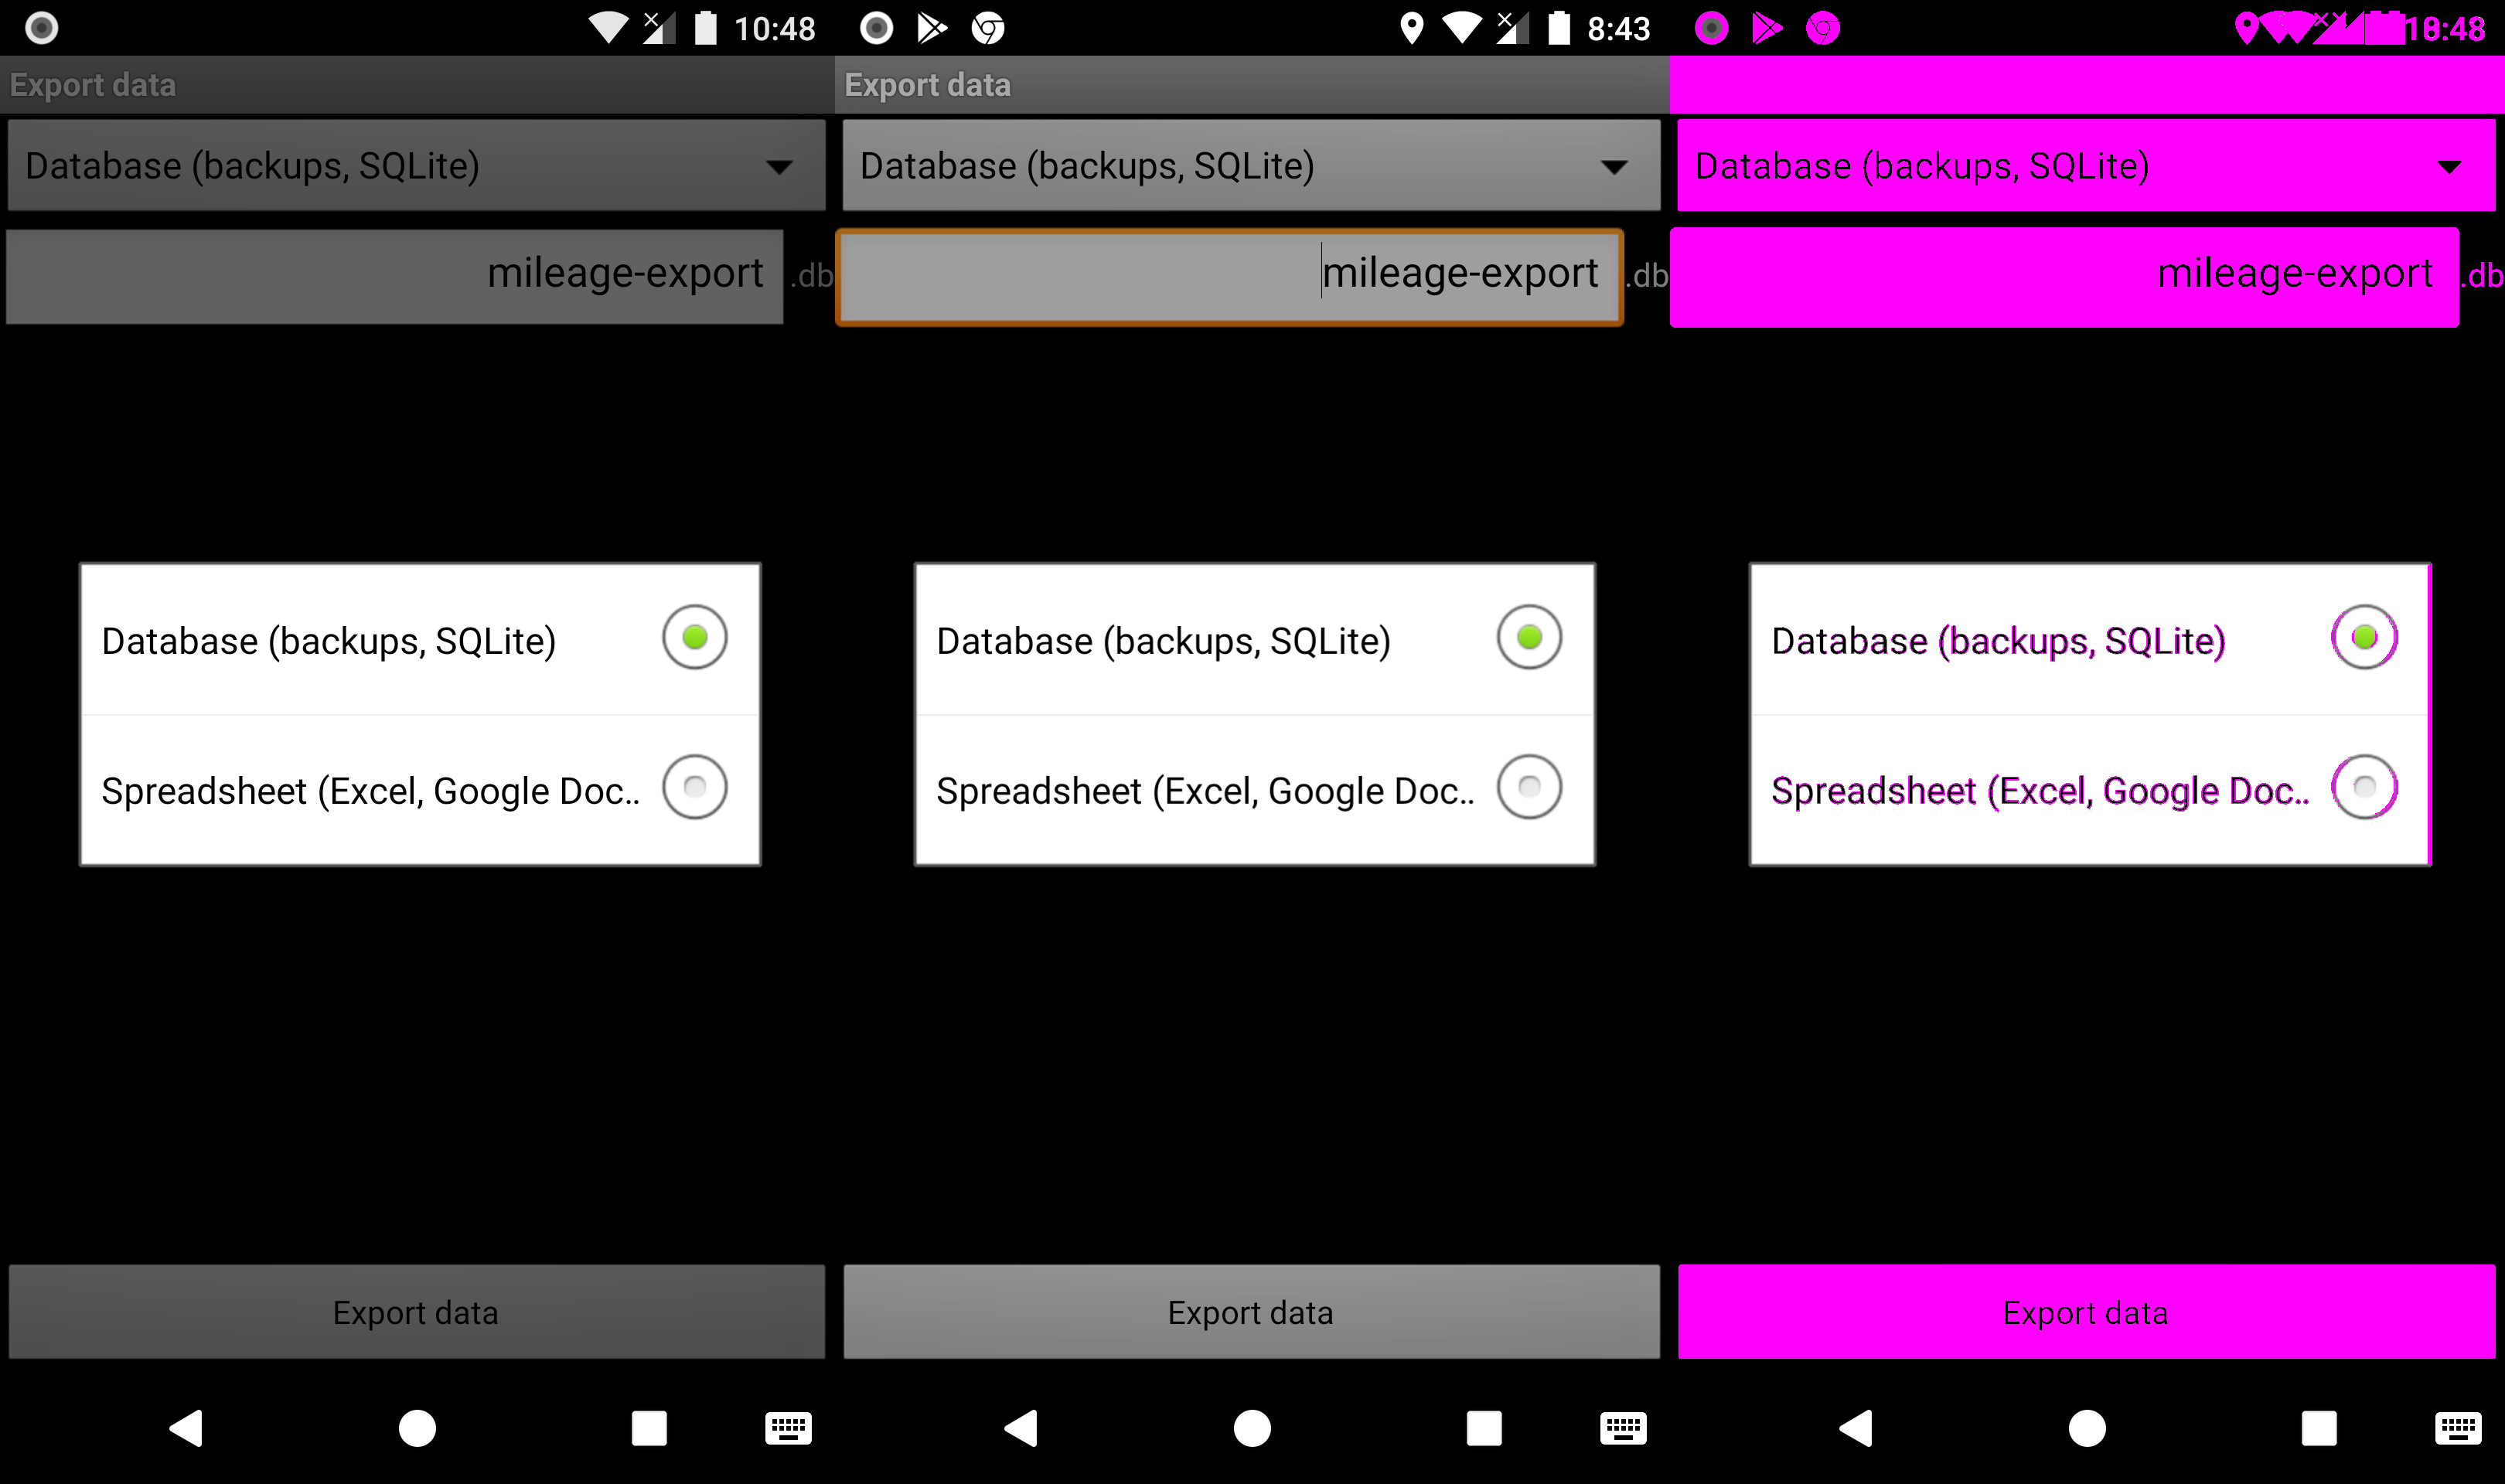 10:48
Export data
Database (backups, SQLite)
mileage-export .db
Database (backups, SQLite)
Spreadsheet (Excel, Google Doc..
Export data
8:43
Export data
Database (backups, SQLite)
mileage-export .db
Database (backups, SQLite)
Spreadsheet (Excel, Google Doc..
Export data
Database (backups, SQLite)
mileage-export .db
Database (backups, SQLite)
Spreadsheet (Excel, Google Doc..
Export data